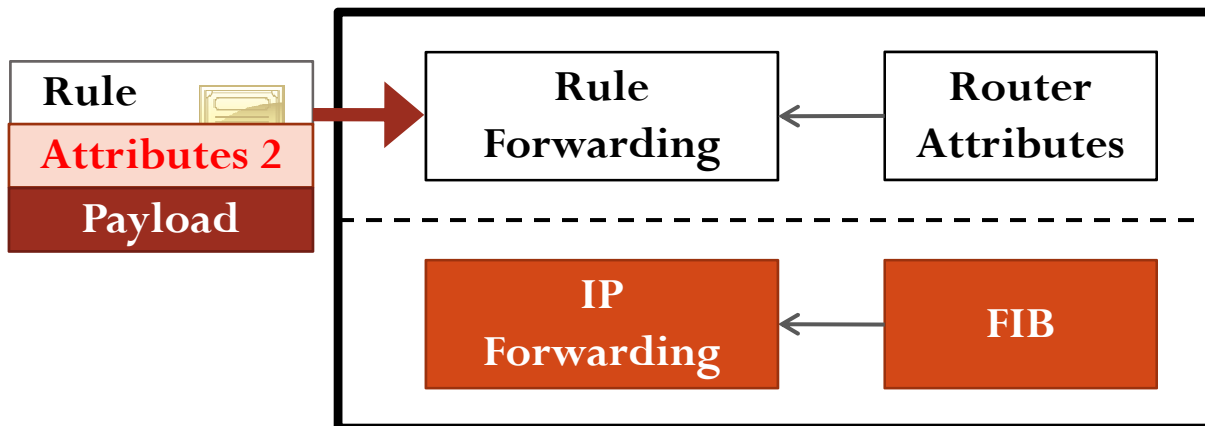 Rule
Attributes 2
Payload
Rule
Forwarding
Router
Attributes
IP
Forwarding
FIB